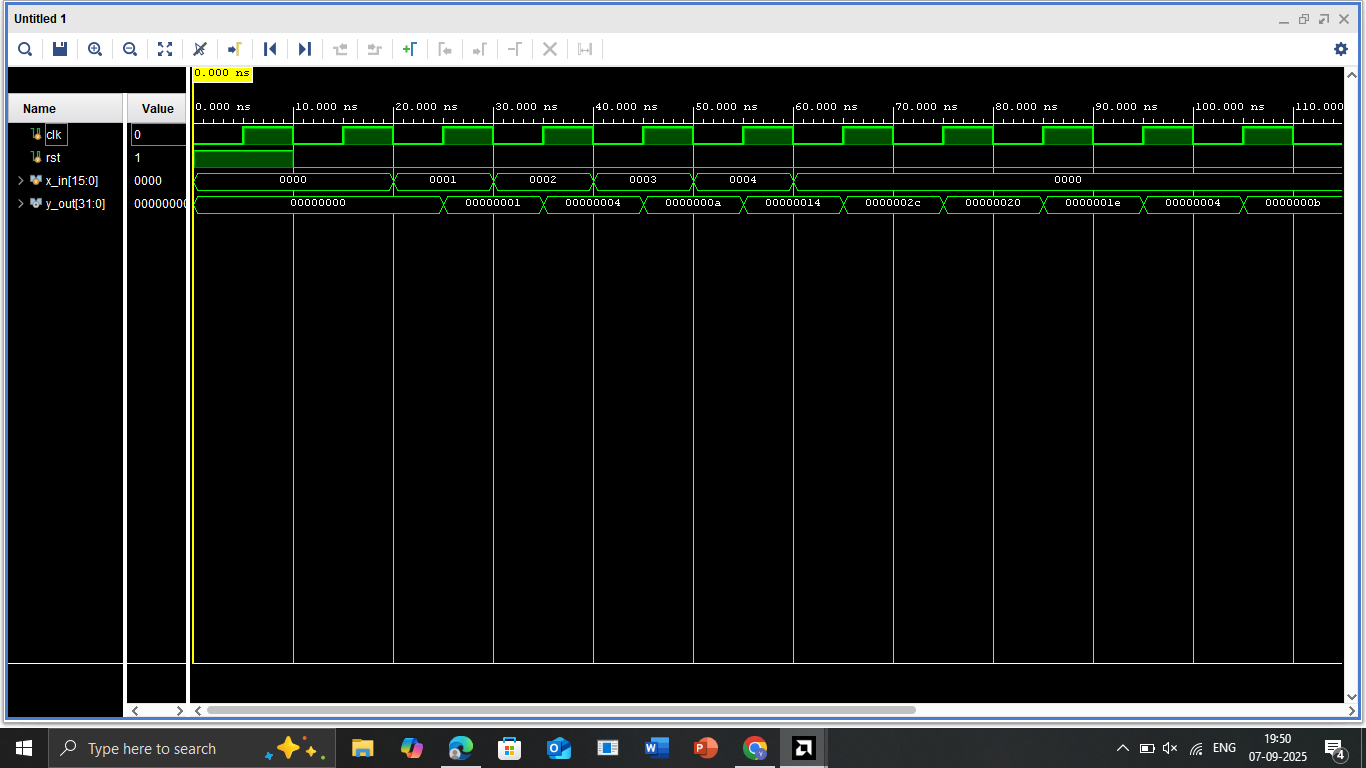 Untitled 1
0.000 ns
Name Value
0.000 ns 10.000 ns 20.000 ns 30.000 ns 40.000 ns 50.000 ns 60.000 ns 70.000 ns 80.000 ns 90.000 ns 100.000 ns 110.000
clk 0
rst 1
x_in[15:0] 0000 0000 0001 0002 0003 0004 0000
y_out[31:0] 00000000 00000000 00000001 00000004 0000000a 00000014 0000002c 00000020 0000001e 00000004 0000000b
Type here to search
ENG
19:50
07-09-2025
4